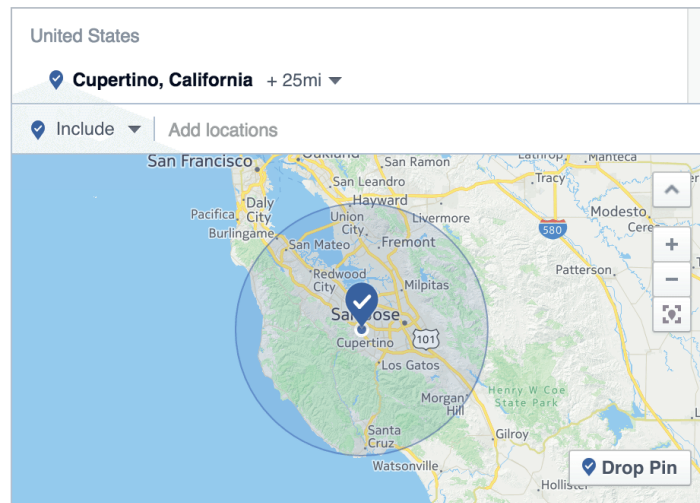 United States
Cupertino, California + 25mi
Include Add locations
San Francisco
San Ramon
Manteca
San Leandro
Tracy
Hayward
Daly City
Pacifica
Union City
Livermore
Modesto
Burlingame
580
San Mateo
Fremont
Redwood City
Patterson
Milpitas
Cupertino
101
Los Gatos
Henry W Coe State Park
Morgan Hill
Santa Cruz
Gilroy
Watsonville
Drop Pin